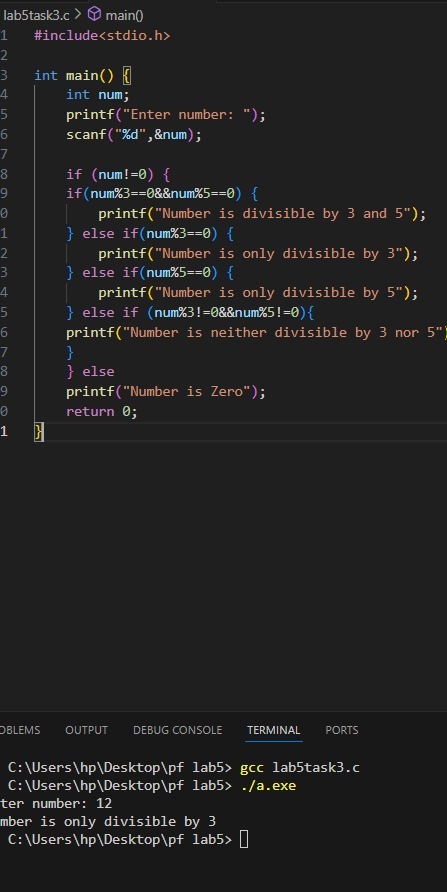 lab5task3.c > main()
1 #include<stdio.h>
2
3 int main() {
4 int num;
5 printf("Enter number: ");
6 scanf("%d",&num);
7
8 if (num!=0) {
9 if(num%3==0&&num%5==0) {
0 printf("Number is divisible by 3 and 5");
1 } else if(num%3==0) {
2 printf("Number is only divisible by 3");
3 } else if(num%5==0) {
4 printf("Number is only divisible by 5");
5 } else if (num%3!=0&&num%5!=0){
6 printf("Number is neither divisible by 3 nor 5")
7 }
8 } else
9 printf("Number is Zero");
0 return 0;
1 }
OBLEMS OUTPUT DEBUG CONSOLE TERMINAL PORTS
C:\Users\hp\Desktop\pf lab5> gcc lab5task3.c
C:\Users\hp\Desktop\pf lab5> ./a.exe
ter number: 12
mber is only divisible by 3
C:\Users\hp\Desktop\pf lab5>